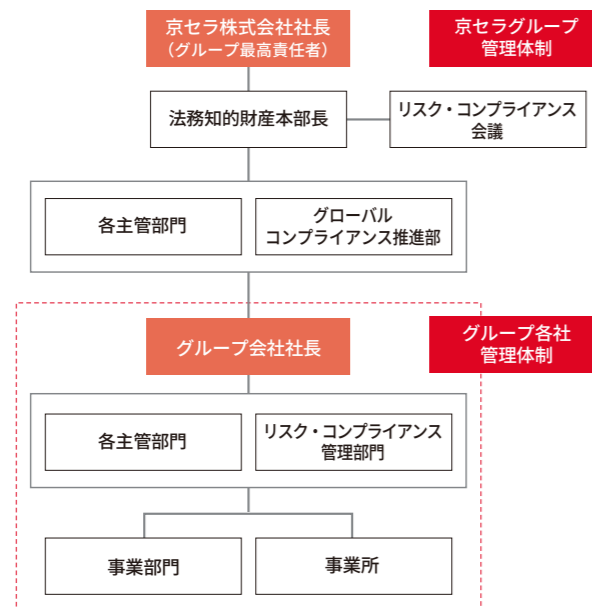 京セラ株式会社社長
（グループ最高責任者）
京セラグループ
管理体制
法務知的財産本部長
リスク・コンプライアンス
会議
各主管部門
グローバル
コンプライアンス推進部
グループ会社社長
グループ各社
管理体制
各主管部門
リスク・コンプライアンス
管理部門
事業部門
事業所